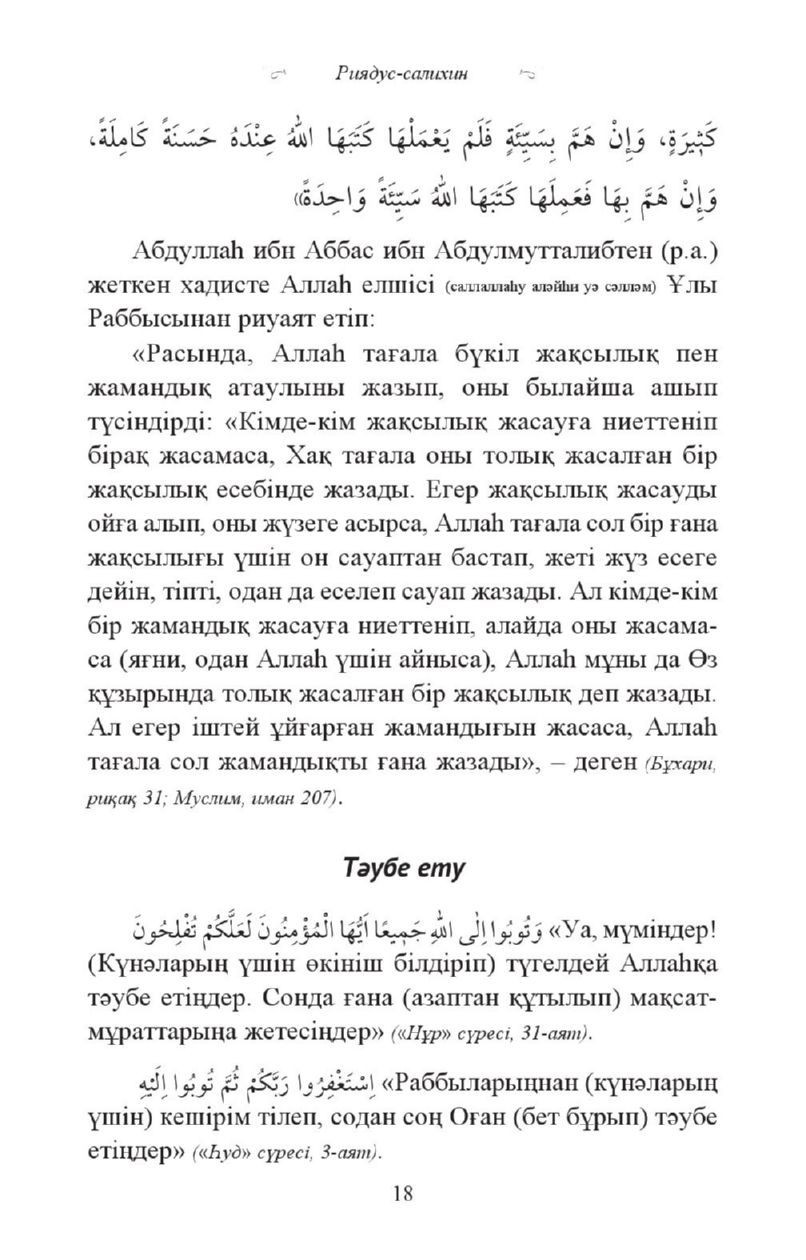 Риядус-салихин
كَثِيرَةٍ، وَإِنْ هَمَّ بِسَيِّئَةٍ فَلَمْ يَعْمَلْهَا كَتَبَهَا اللهُ عِنْدَهُ حَسَنَةً كَامِلَةً،
وَإِنْ هَمَّ بِهَا فَعَمِلَهَا كَتَبَهَا اللهُ سَيِّئَةً وَاحِدَةً»
Абдуллаһ ибн Аббас ибн Абдулмутталибтен (р.а.)
жеткен хадисте Аллаһ елшісі (саллаллаһу аләйһи уә сәлләм) Ұлы
Раббысынан риуаят етіп:
«Расында, Аллаһ тағала бүкіл жақсылық пен
жамандық атаулыны жазып, оны былайша ашып
түсіндірді: «Кімде-кім жақсылық жасауға ниеттеніп
бірақ жасамаса, Хақ тағала оны толық жасалған бір
жақсылық есебінде жазады. Егер жақсылық жасауды
ойға алып, оны жүзеге асырса, Аллаһ тағала сол бір ғана
жақсылығы үшін он сауаптан бастап, жеті жүз есеге
дейін, тіпті, одан да еселеп сауап жазады. Ал кімде-кім
бір жамандық жасауға ниеттеніп, алайда оны жасама-
са (яғни, одан Аллаһ үшін айныса), Аллаһ мұны да Өз
құзырында толық жасалған бір жақсылық деп жазады.
Ал егер іштей ұйғарған жамандығын жасаса, Аллаһ
тағала сол жамандықты ғана жазады», – деген (Бұхари,
риқақ 31; Муслим, иман 207).
Тәубе ету
وَتُوبُوا إِلَى اللهِ جَمِيعًا أَيُّهَا الْمُؤْمِنُونَ لَعَلَّكُمْ تُفْلِحُونَ «Уа, мүміндер!
(Күнәларың үшін өкініш білдіріп) түгелдей Аллаһқа
тәубе етіңдер. Сонда ғана (азаптан құтылып) мақсат-
мұраттарыңа жетесіңдер» («Нұр» сүресі, 31-аят).
اِسْتَغْفِرُوا رَبَّكُمْ ثُمَّ تُوبُوا إِلَيْهِ «Раббыларыңнан (күнәларың
үшін) кешірім тілеп, содан соң Оған (бет бұрып) тәубе
етіңдер» («Һуд» сүресі, 3-аят).
18